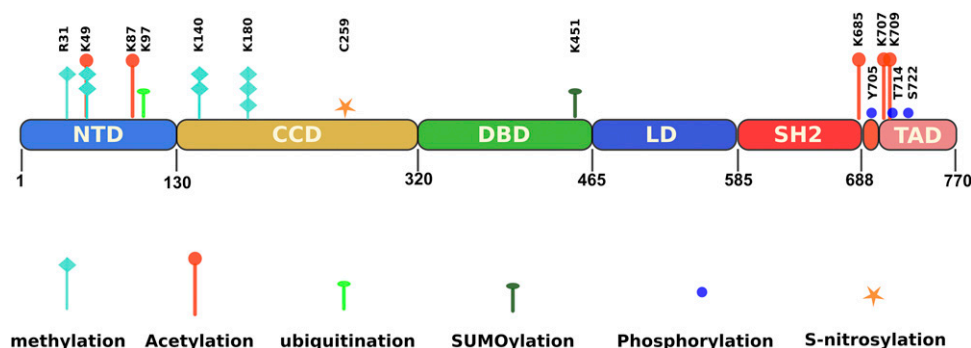 R31 K49 K87 K97 K140 K180 C259 K451 K685 K707 K709
Y705 T714 S722
NTD CCD DBD LD SH2 TAD
1 130 320 465 585 688 770
methylation Acetylation ubiquitination SUMOylation Phosphorylation S-nitrosylation